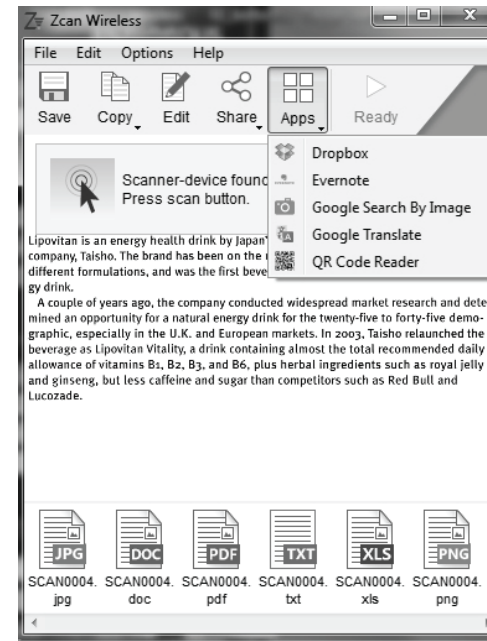 Zcan Wireless
File Edit Options Help
Save Copy Edit Share Apps Ready
Dropbox
Evernote
Google Search By Image
Google Translate
QR Code Reader
Scanner-device found
Press scan button.
Lipovitan is an energy health drink by Japan'
company, Taisho. The brand has been on the
different formulations, and was the first beve
gy drink.
A couple of years ago, the company conducted widespread market research and dete
mined an opportunity for a natural energy drink for the twenty-five to forty-five demo-
graphic, especially in the U.K. and European markets. In 2003, Taisho relaunched the
beverage as Lipovitan Vitality, a drink containing almost the total recommended daily
allowance of vitamins B1, B2, B3, and B6, plus herbal ingredients such as royal jelly
and ginseng, but less caffeine and sugar than competitors such as Red Bull and
Lucozade.
JPG DOC PDF TXT XLS PNG
SCAN0004. SCAN0004. SCAN0004. SCAN0004. SCAN0004. SCAN0004.
jpg doc pdf txt xls png